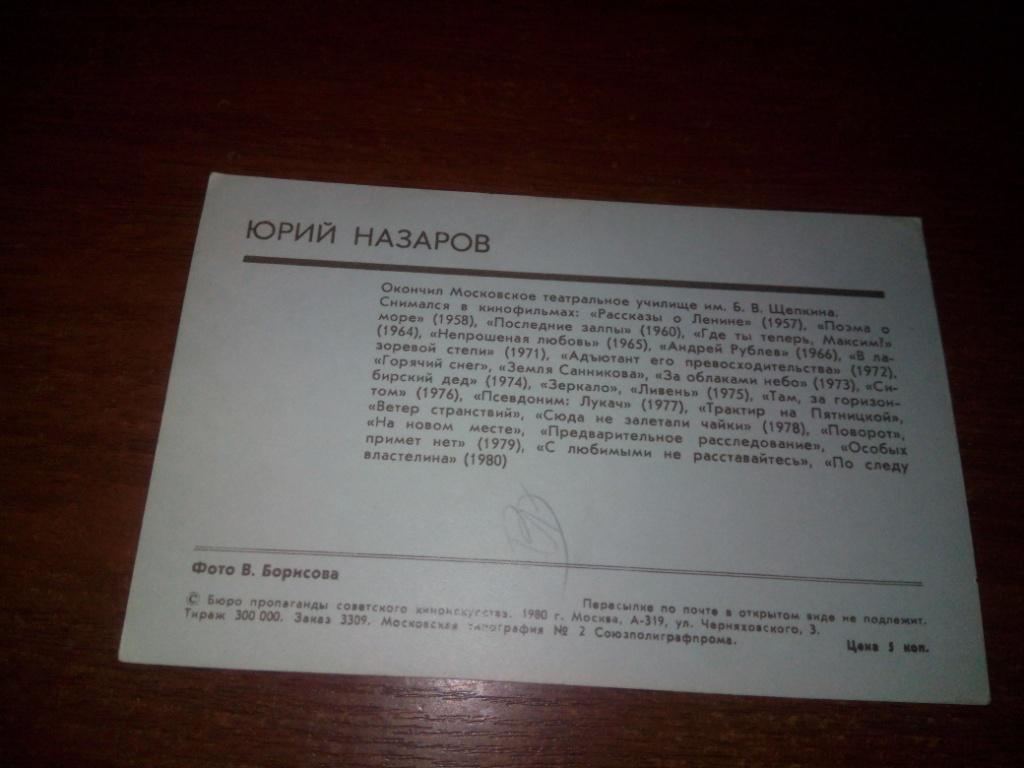 ЮРИЙ НАЗАРОВ
Окончил Московское театральное училище им. Б. В. Щепкина.
Снимался в кинофильмах: «Рассказы о Ленине» (1957), «Поэма о
море» (1958), «Последние залпы» (1960), «Где ты теперь, Максим?»
(1964), «Непрошеная любовь» (1965), «Андрей Рублев» (1966), «В ла-
зоревой степи» (1971), «Адъютант его превосходительства» (1972),
«Горячий снег», «Земля Санникова», «За облаками небо» (1973), «Си-
бирский дед» (1974), «Зеркало», «Ливень» (1975), «Там, за горизон-
том» (1976), «Псевдоним: Лукач» (1977), «Трактир на Пятницкой»,
«Ветер странствий», «Сюда не залетали чайки» (1978), «Поворот»,
«На новом месте», «Предварительное расследование», «Особых
примет нет» (1979), «С любимыми не расставайтесь», «По следу
властелина» (1980)
Фото В. Борисова
Пересылке по почте в открытом виде не подлежит.
© Бюро пропаганды советского киноискусства. 1980 г. Москва, А-319, ул. Черняховского, 3.
Тираж 300 000. Заказ 3309. Московская типография № 2 Союзполиграфпрома.
Цена 5 коп.